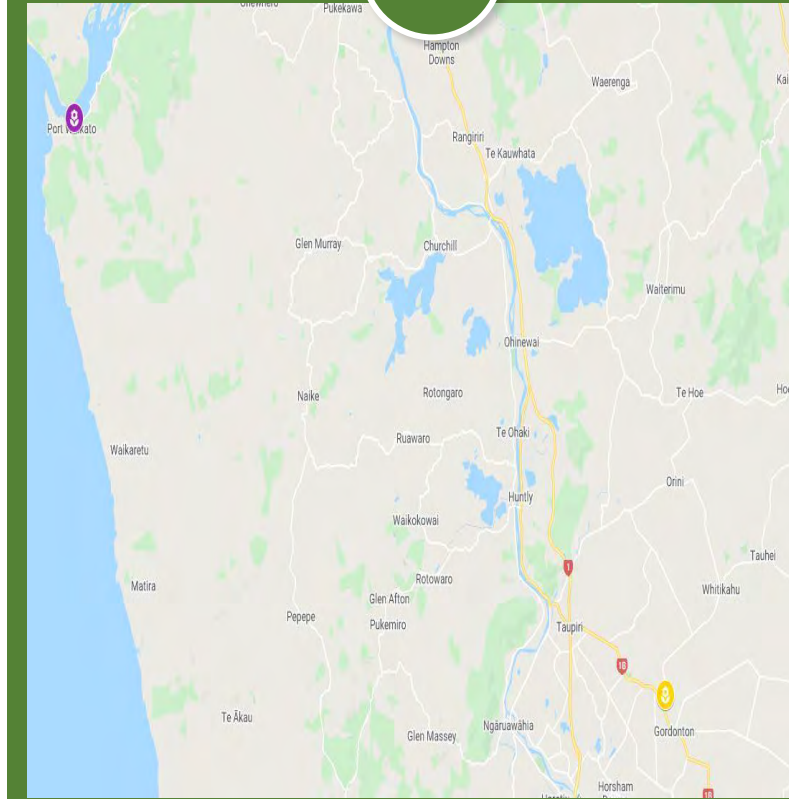 Pukekawa
Hampton
Downs
Waerenga
Port Waikato
Rangiriri
Te Kauwhata
Glen Murray
Churchill
Waiterimu
Ohinewai
Naike
Rotongaro
Te Hoe
Ruawaro
Te Ohaki
Waikaretu
Orini
Huntly
Waikokowai
Tauhei
1
Rotowaro
Matira
Whitikahu
Glen Afton
Pepepe
Pukemiro
Taupiri
1B
Te Ākau
Ngāruawāhia
Gordonton
Glen Massey
Horsham
1B